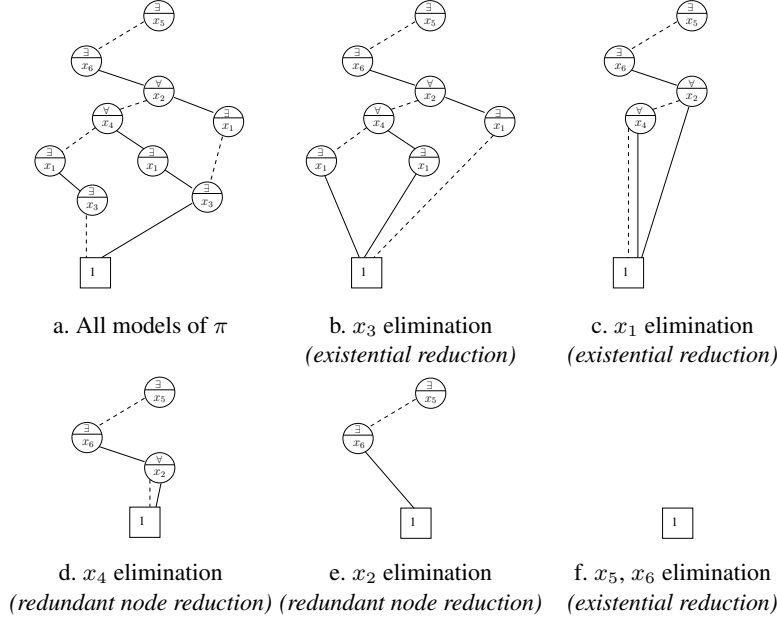 ∃ ∃ ∃
x₅ x₅ x₅
∃ ∃ ∃
x₆ x₆ x₆
∀ ∀ ∀
x₂ x₂ x₂
∀ ∃ ∀ ∃ ∀
x₄ x₁ x₄ x₁ x₄
∃ ∃ ∃ ∃
x₁ x₁ x₁ x₁
∃ ∃
x₃ x₃
1 1 1
a. All models of π b. x₃ elimination c. x₁ elimination
(existential reduction) (existential reduction)
∃ ∃
x₅ x₅
∃ ∃
x₆ x₆
∀
x₂
1 1 1
d. x₄ elimination e. x₂ elimination f. x₅, x₆ elimination
(redundant node reduction) (redundant node reduction) (existential reduction)